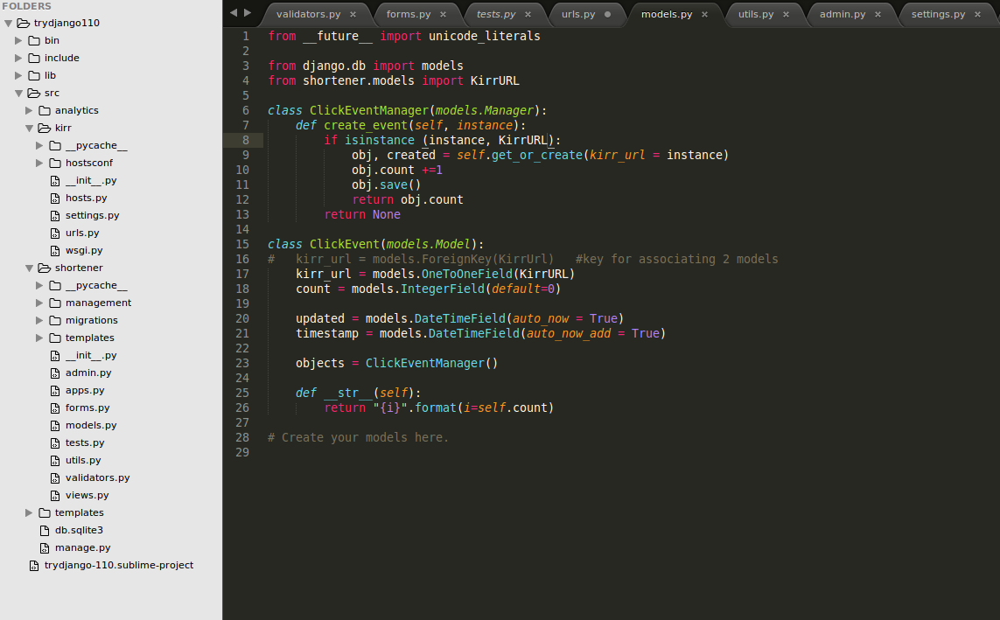 FOLDERS
trydjango110
bin
include
lib
src
analytics
kirr
__pycache__
hostsconf
__init__.py
hosts.py
settings.py
urls.py
wsgi.py
shortener
__pycache__
management
migrations
templates
__init__.py
admin.py
apps.py
forms.py
models.py
tests.py
utils.py
validators.py
views.py
templates
db.sqlite3
manage.py
trydjango-110.sublime-project
validators.py × forms.py × tests.py × urls.py models.py × utils.py × admin.py × settings.py ×
1 from __future__ import unicode_literals
2
3 from django.db import models
4 from shortener.models import KirrURL
5
6 class ClickEventManager(models.Manager):
7 def create_event(self, instance):
8 if isinstance (instance, KirrURL):
9 obj, created = self.get_or_create(kirr_url = instance)
10 obj.count +=1
11 obj.save()
12 return obj.count
13 return None
14
15 class ClickEvent(models.Model):
16 # kirr_url = models.ForeignKey(KirrUrl) #key for associating 2 models
17 kirr_url = models.OneToOneField(KirrURL)
18 count = models.IntegerField(default=0)
19
20 updated = models.DateTimeField(auto_now = True)
21 timestamp = models.DateTimeField(auto_now_add = True)
22
23 objects = ClickEventManager()
24
25 def __str__(self):
26 return "{i}".format(i=self.count)
27
28 # Create your models here.
29